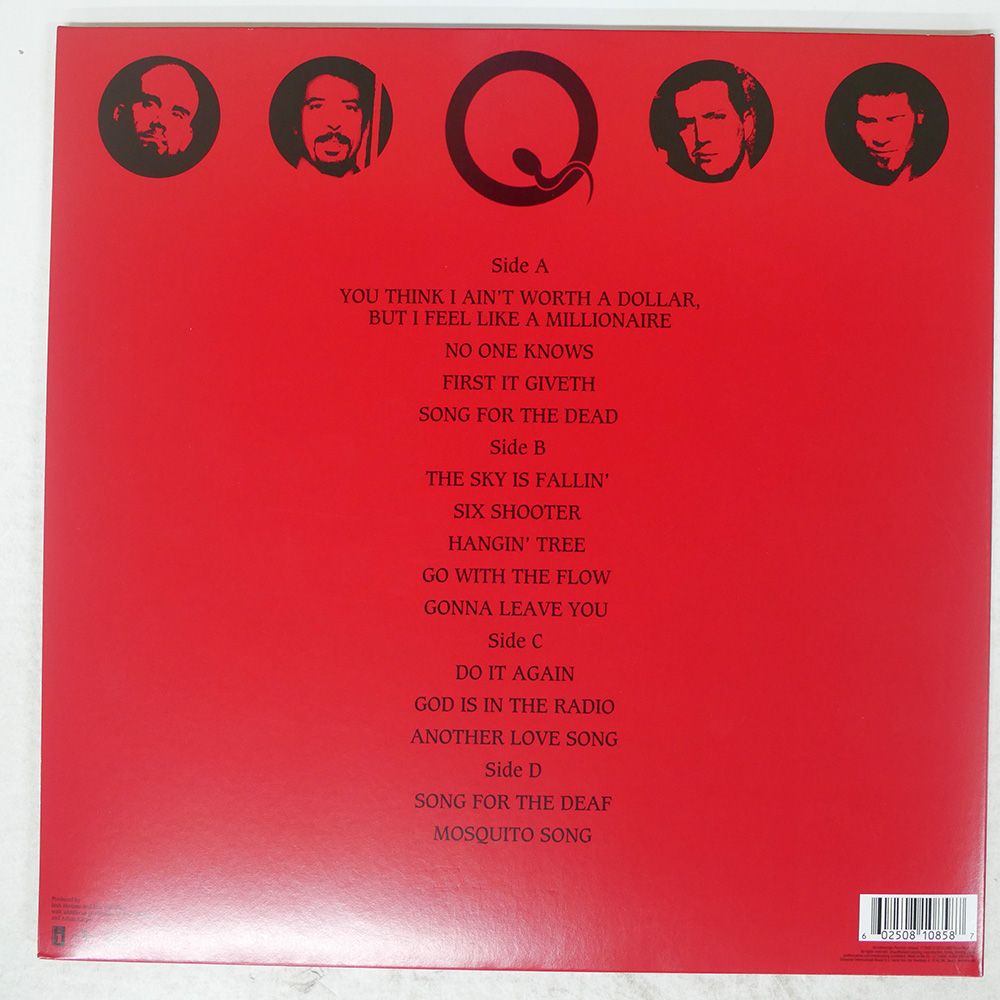 Side A
YOU THINK I AIN'T WORTH A DOLLAR,
BUT I FEEL LIKE A MILLIONAIRE
NO ONE KNOWS
FIRST IT GIVETH
SONG FOR THE DEAD
Side B
THE SKY IS FALLIN'
SIX SHOOTER
HANGIN' TREE
GO WITH THE FLOW
GONNA LEAVE YOU
Side C
DO IT AGAIN
GOD IS IN THE RADIO
ANOTHER LOVE SONG
Side D
SONG FOR THE DEAF
MOSQUITO SONG
Produced by
6 02508 10858 7